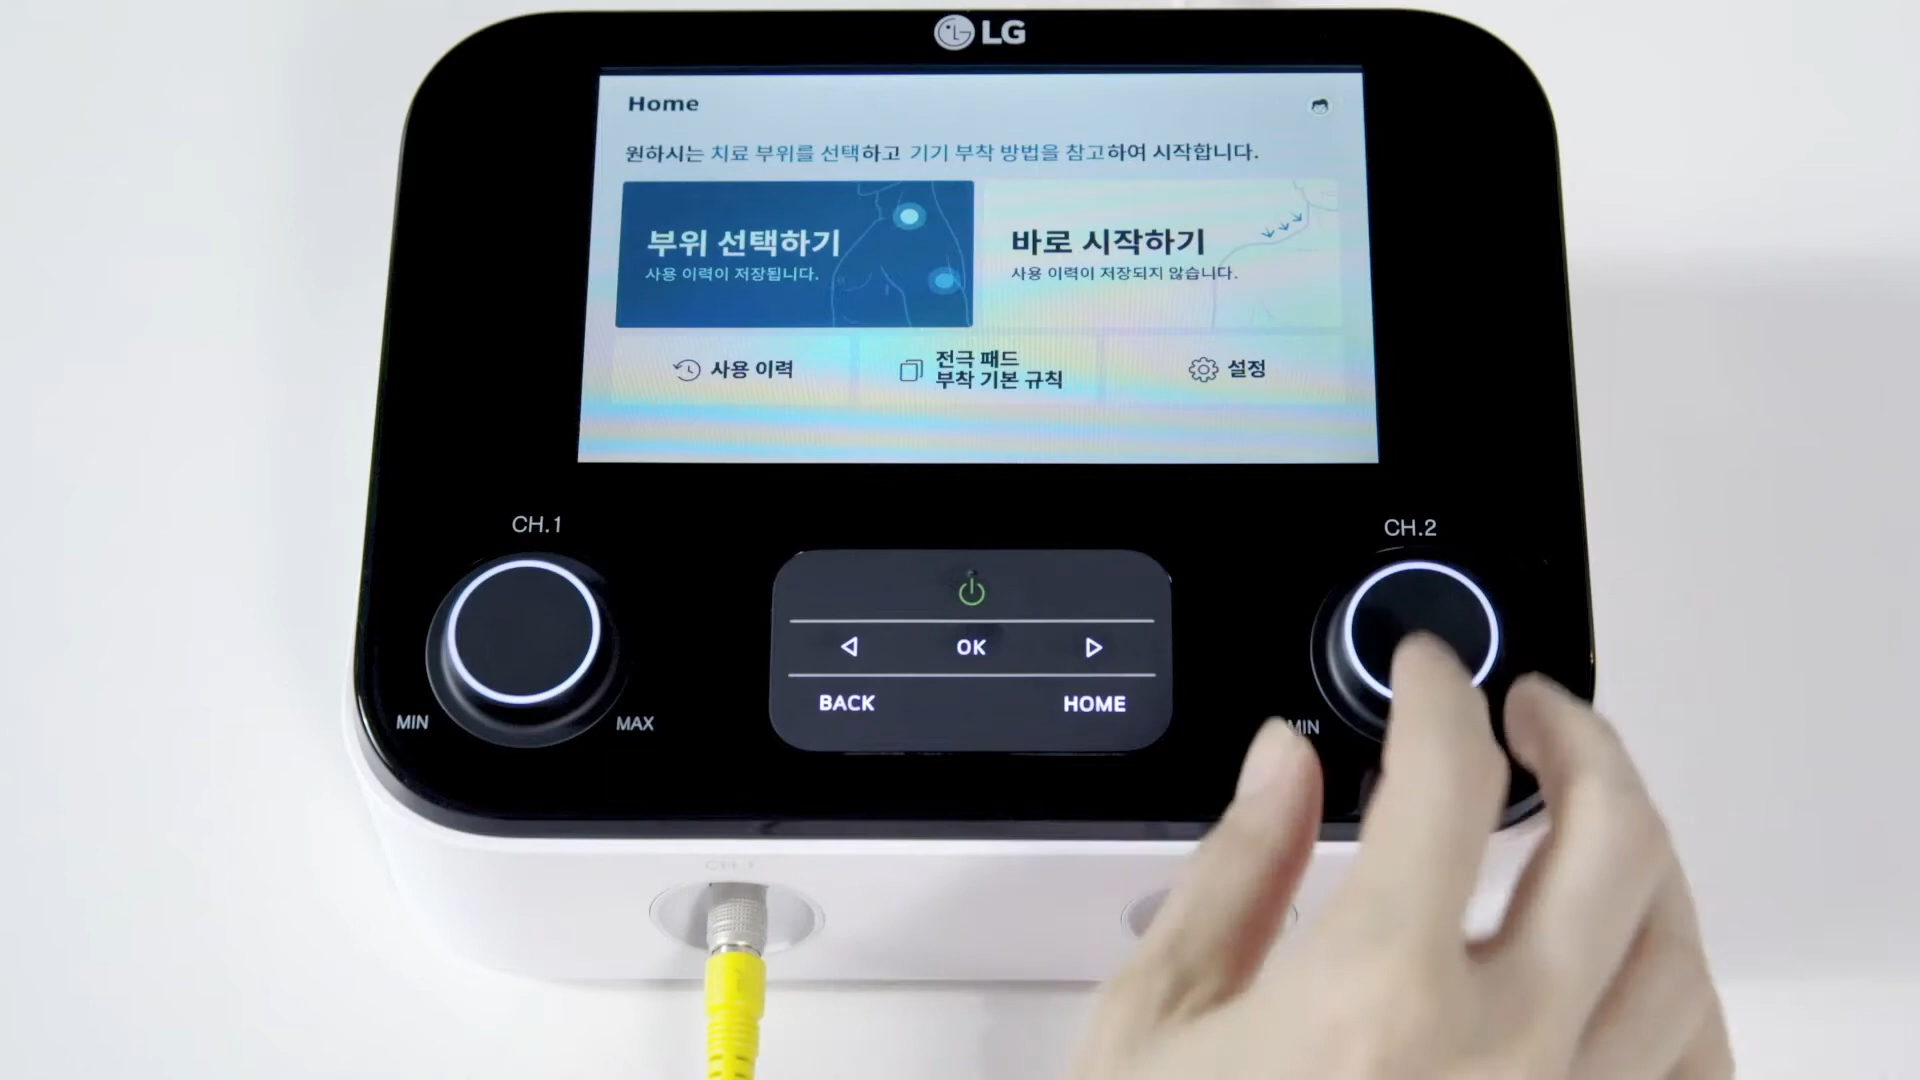 LG
Home
원하시는 치료 부위를 선택하고 기기 부착 방법을 참고하여 시작합니다.
부위 선택하기
사용 이력이 저장됩니다.
바로 시작하기
사용 이력이 저장되지 않습니다.
사용 이력
전극 패드
부착 기본 규칙
설정
CH.1
CH.2
OK
BACK
HOME
MIN
MAX
MIN
CH.1